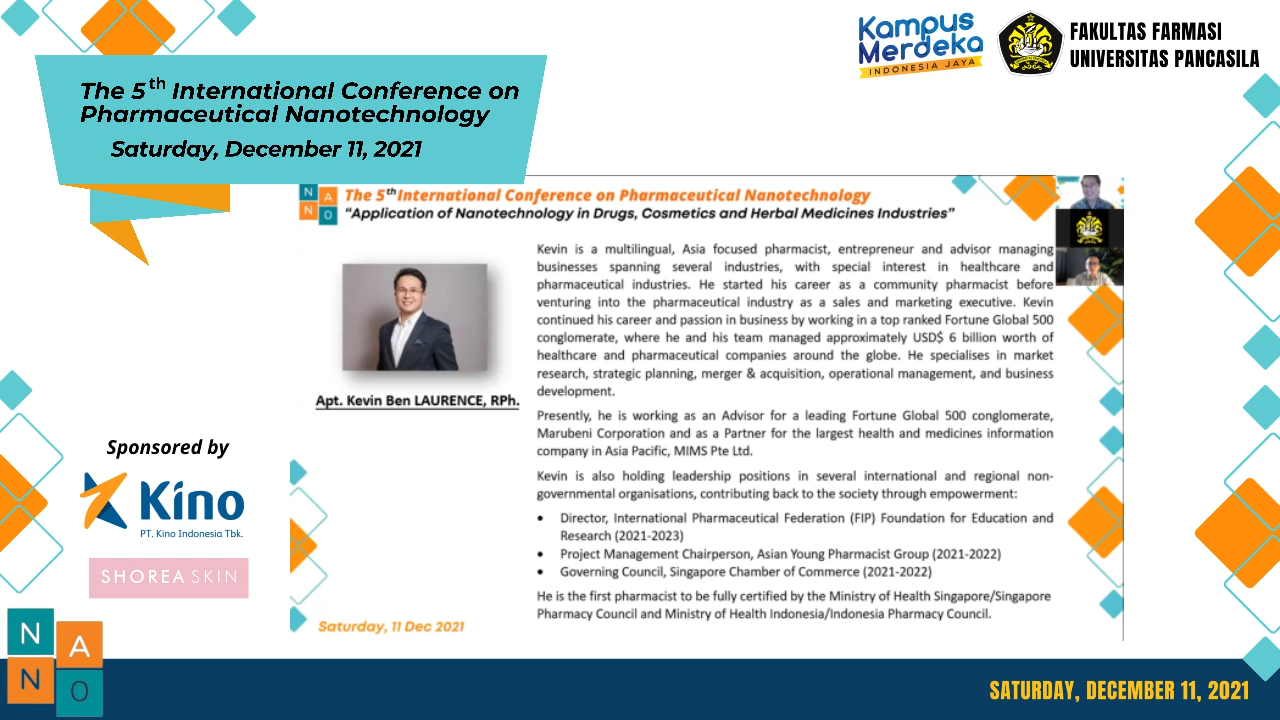 Kampus
Merdeka
INDONESIA JAYA
FAKULTAS FARMASI
UNIVERSITAS PANCASILA
The 5th International Conference on
Pharmaceutical Nanotechnology
Saturday, December 11, 2021
N A
N O
The 5th International Conference on Pharmaceutical Nanotechnology
"Application of Nanotechnology in Drugs, Cosmetics and Herbal Medicines Industries"
Apt. Kevin Ben LAURENCE, RPh.
Kevin is a multilingual, Asia focused pharmacist, entrepreneur and advisor managing
businesses spanning several industries, with special interest in healthcare and
pharmaceutical industries. He started his career as a community pharmacist before
venturing into the pharmaceutical industry as a sales and marketing executive. Kevin
continued his career and passion in business by working in a top ranked Fortune Global 500
conglomerate, where he and his team managed approximately USD$ 6 billion worth of
healthcare and pharmaceutical companies around the globe. He specialises in market
research, strategic planning, merger & acquisition, operational management, and business
development.
Presently, he is working as an Advisor for a leading Fortune Global 500 conglomerate,
Marubeni Corporation and as a Partner for the largest health and medicines information
company in Asia Pacific, MIMS Pte Ltd.
Kevin is also holding leadership positions in several international and regional non-
governmental organisations, contributing back to the society through empowerment:
• Director, International Pharmaceutical Federation (FIP) Foundation for Education and
Research (2021-2023)
• Project Management Chairperson, Asian Young Pharmacist Group (2021-2022)
• Governing Council, Singapore Chamber of Commerce (2021-2022)
He is the first pharmacist to be fully certified by the Ministry of Health Singapore/Singapore
Pharmacy Council and Ministry of Health Indonesia/Indonesia Pharmacy Council.
Saturday, 11 Dec 2021
Sponsored by
Kino
PT. Kino Indonesia Tbk.
SHOREA SKIN
N A
N O
SATURDAY, DECEMBER 11, 2021